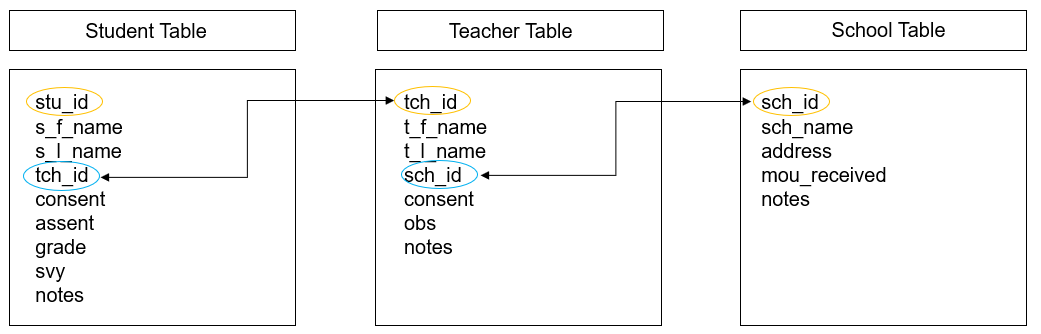 Student Table
stu_id
s_f_name
s_l_name
tch_id
consent
assent
grade
svy
notes
Teacher Table
tch_id
t_f_name
t_l_name
sch_id
consent
obs
notes
School Table
sch_id
sch_name
address
mou_received
notes